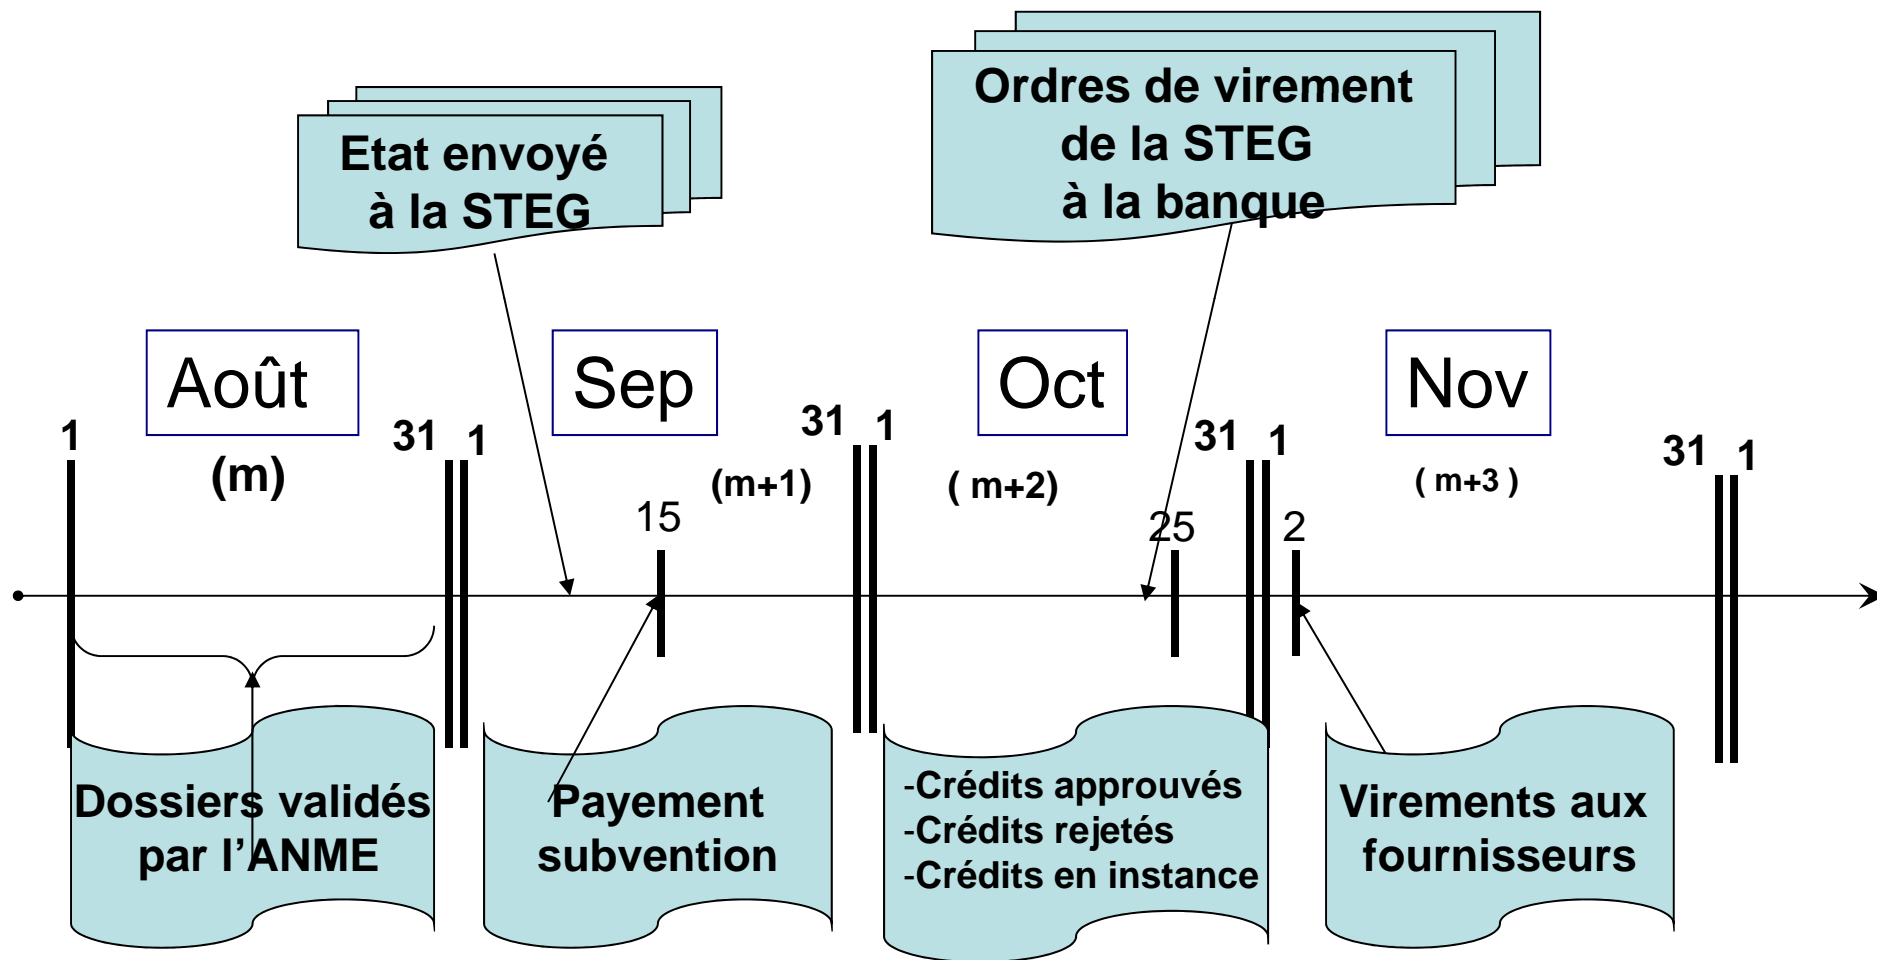 Etat envoyé
à la STEG
Ordres de virement
de la STEG
à la banque
Août
Sep
Oct
Nov
1
(m)
31
1
(m+1)
31
1
( m+2)
31
1
( m+3 )
31
1
15
25
2
Dossiers validés
par l’ANME
Payement
subvention
-Crédits approuvés
-Crédits rejetés
-Crédits en instance
Virements aux
fournisseurs